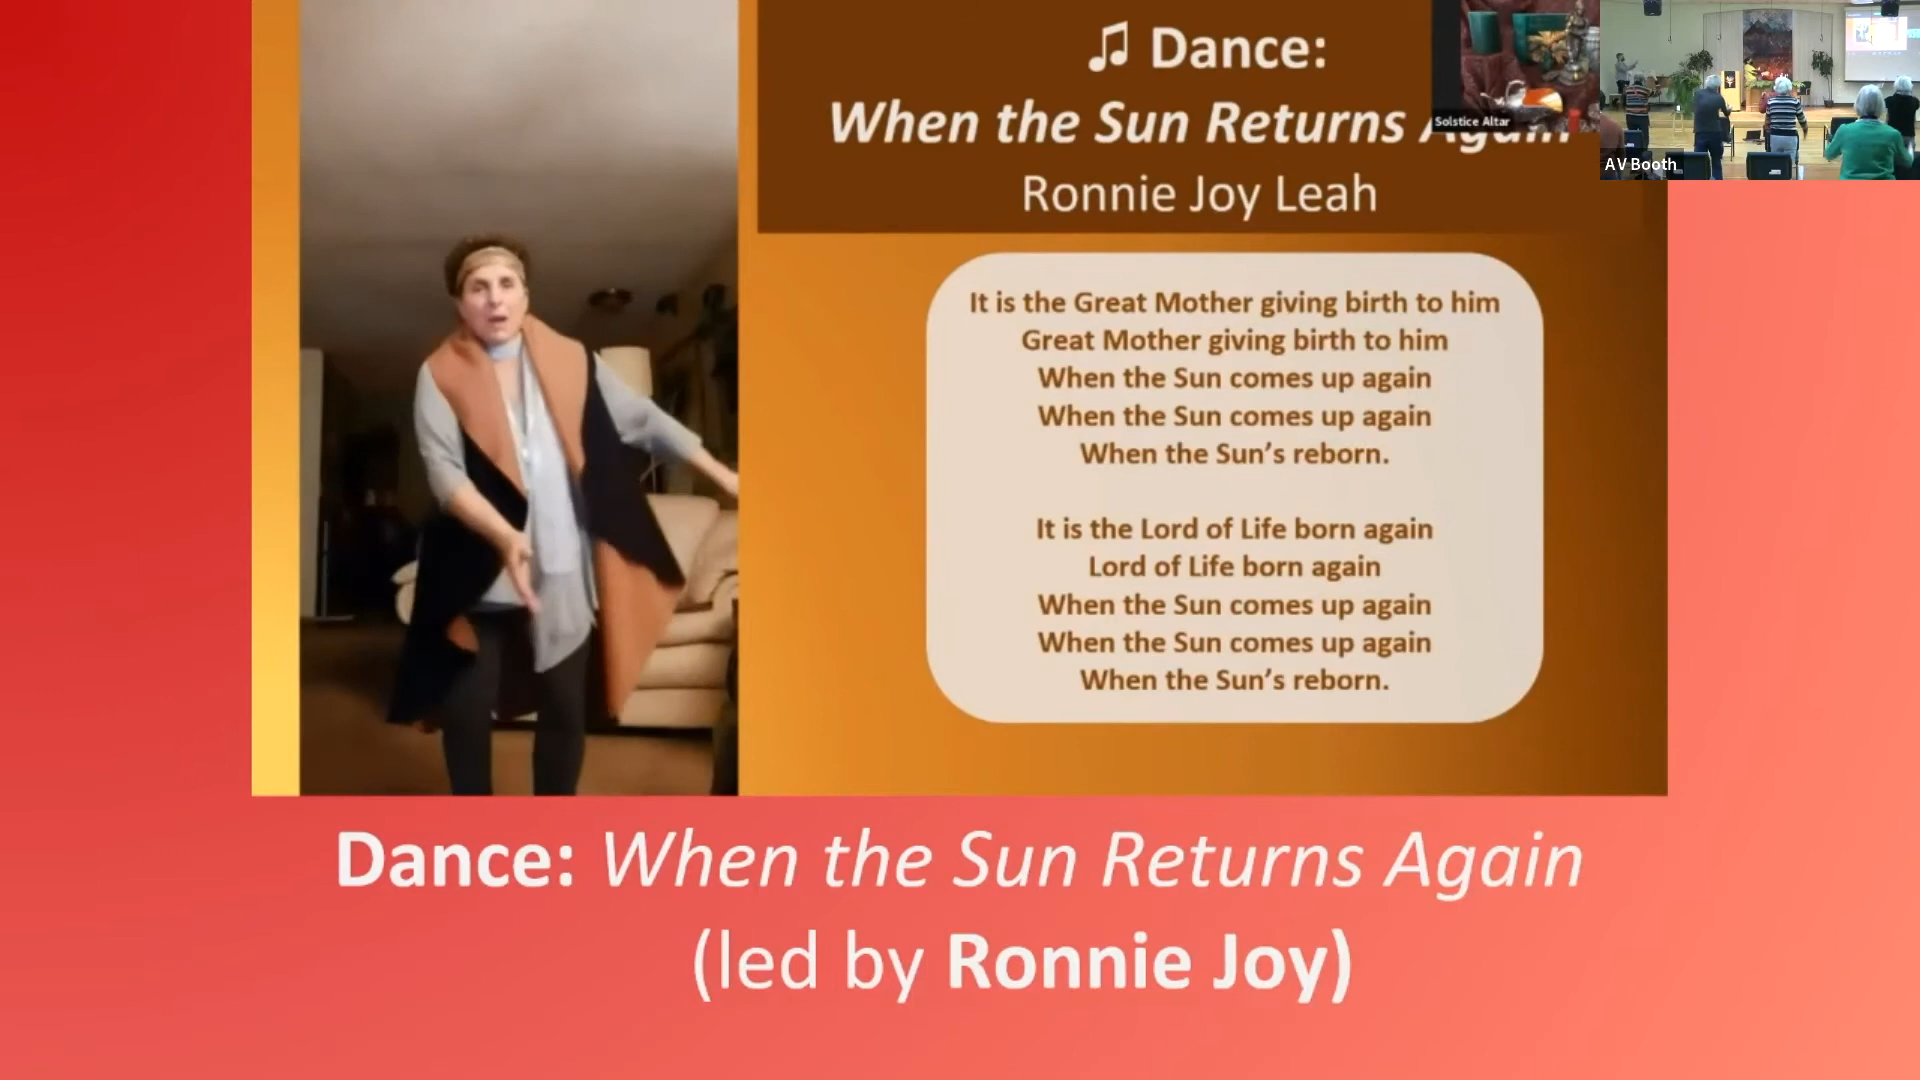 ♫ Dance:
When the Sun Returns Again
Ronnie Joy Leah
Solstice Altar
AV Booth
It is the Great Mother giving birth to him
Great Mother giving birth to him
When the Sun comes up again
When the Sun comes up again
When the Sun’s reborn.
It is the Lord of Life born again
Lord of Life born again
When the Sun comes up again
When the Sun comes up again
When the Sun’s reborn.
Dance: When the Sun Returns Again
(led by Ronnie Joy)